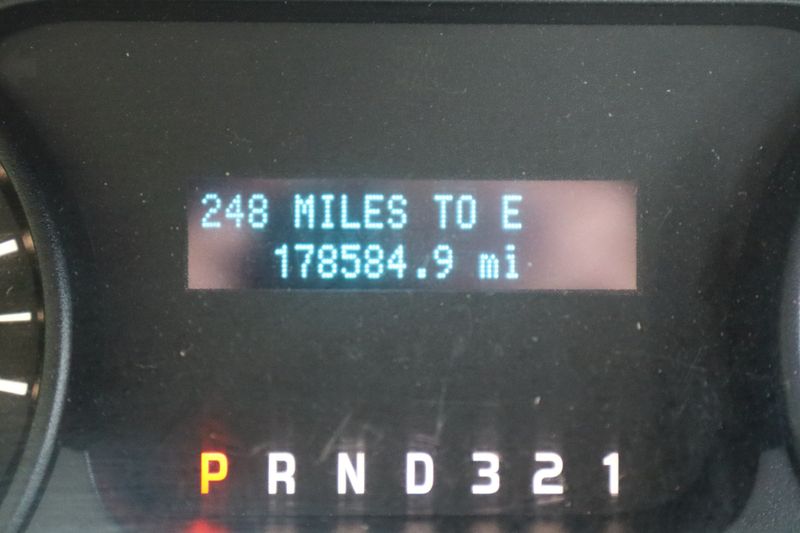 248 MILES TO E
178584.9 mi
P R N D 3 2 1